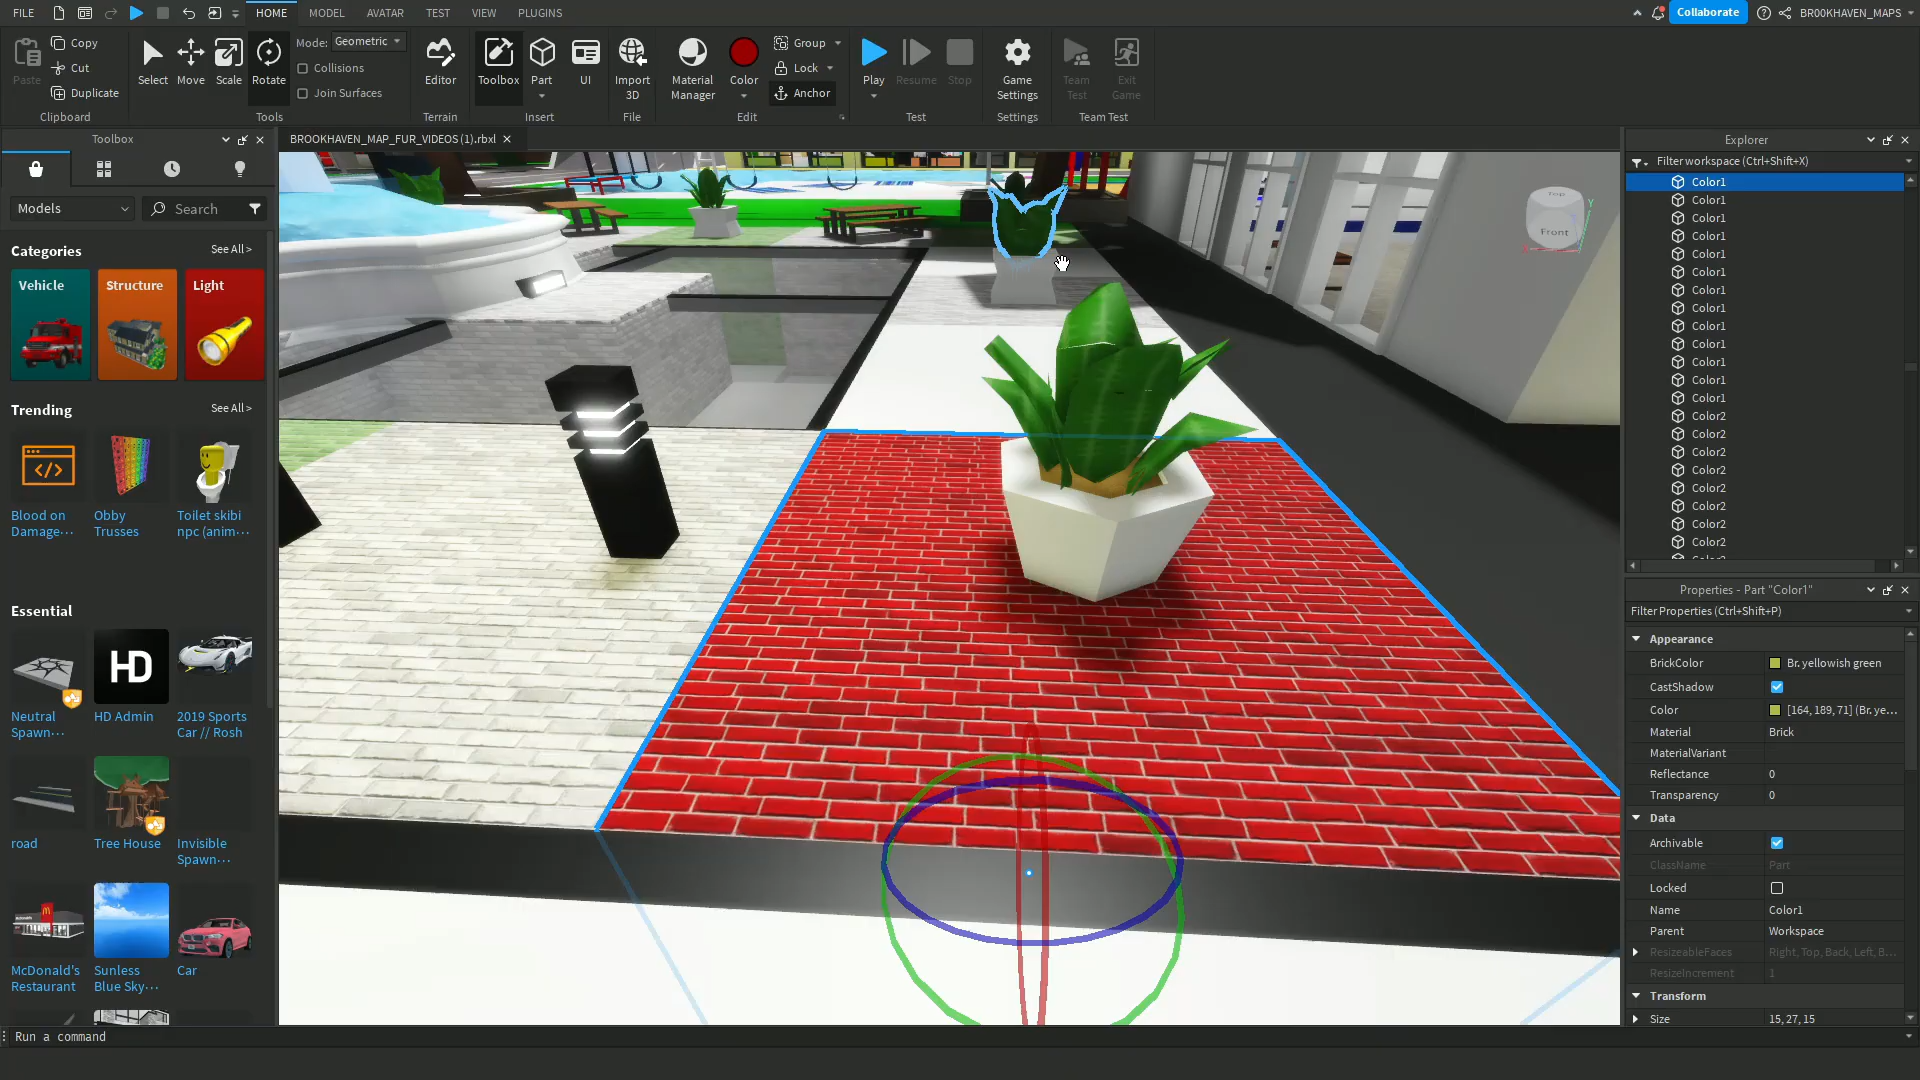 FILE
HOME
MODEL
AVATAR
TEST
VIEW
PLUGINS
Collaborate
BR00KHAVEN_MAPS
Paste
Copy
Cut
Duplicate
Clipboard
Select
Move
Scale
Rotate
Mode: Geometric
Collisions
Join Surfaces
Tools
Editor
Terrain
Toolbox
Part
UI
Insert
Import
3D
File
Material
Manager
Color
Group
Lock
Anchor
Edit
Play
Resume
Stop
Test
Game
Settings
Settings
Team
Test
Exit
Game
Team Test
Toolbox
BROOKHAVEN_MAP_FUR_VIDEOS (1).rbxl
Models
Search
Categories
See All >
Vehicle
Structure
Light
Trending
See All >
Blood on
Damage···
Obby
Trusses
Toilet skibi
npc (anim···
Essential
Neutral
Spawn···
HD
HD Admin
2019 Sports
Car // Rosh
road
Tree House
Invisible
Spawn···
McDonald's
Restaurant
Sunless
Blue Sky···
Car
Top
Front
Y
Explorer
Filter workspace (Ctrl+Shift+X)
Color1
Color1
Color1
Color1
Color1
Color1
Color1
Color1
Color1
Color1
Color1
Color1
Color1
Color2
Color2
Color2
Color2
Color2
Color2
Color2
Color2
Properties - Part "Color1"
Filter Properties (Ctrl+Shift+P)
Appearance
BrickColor Br. yellowish green
CastShadow
Color [164, 189, 71] (Br. ye...
Material Brick
MaterialVariant
Reflectance 0
Transparency 0
Data
Archivable
ClassName Part
Locked
Name Color1
Parent Workspace
ResizeableFaces Right, Top, Back, Left, B...
ResizeIncrement 1
Transform
Size 15, 27, 15
Run a command